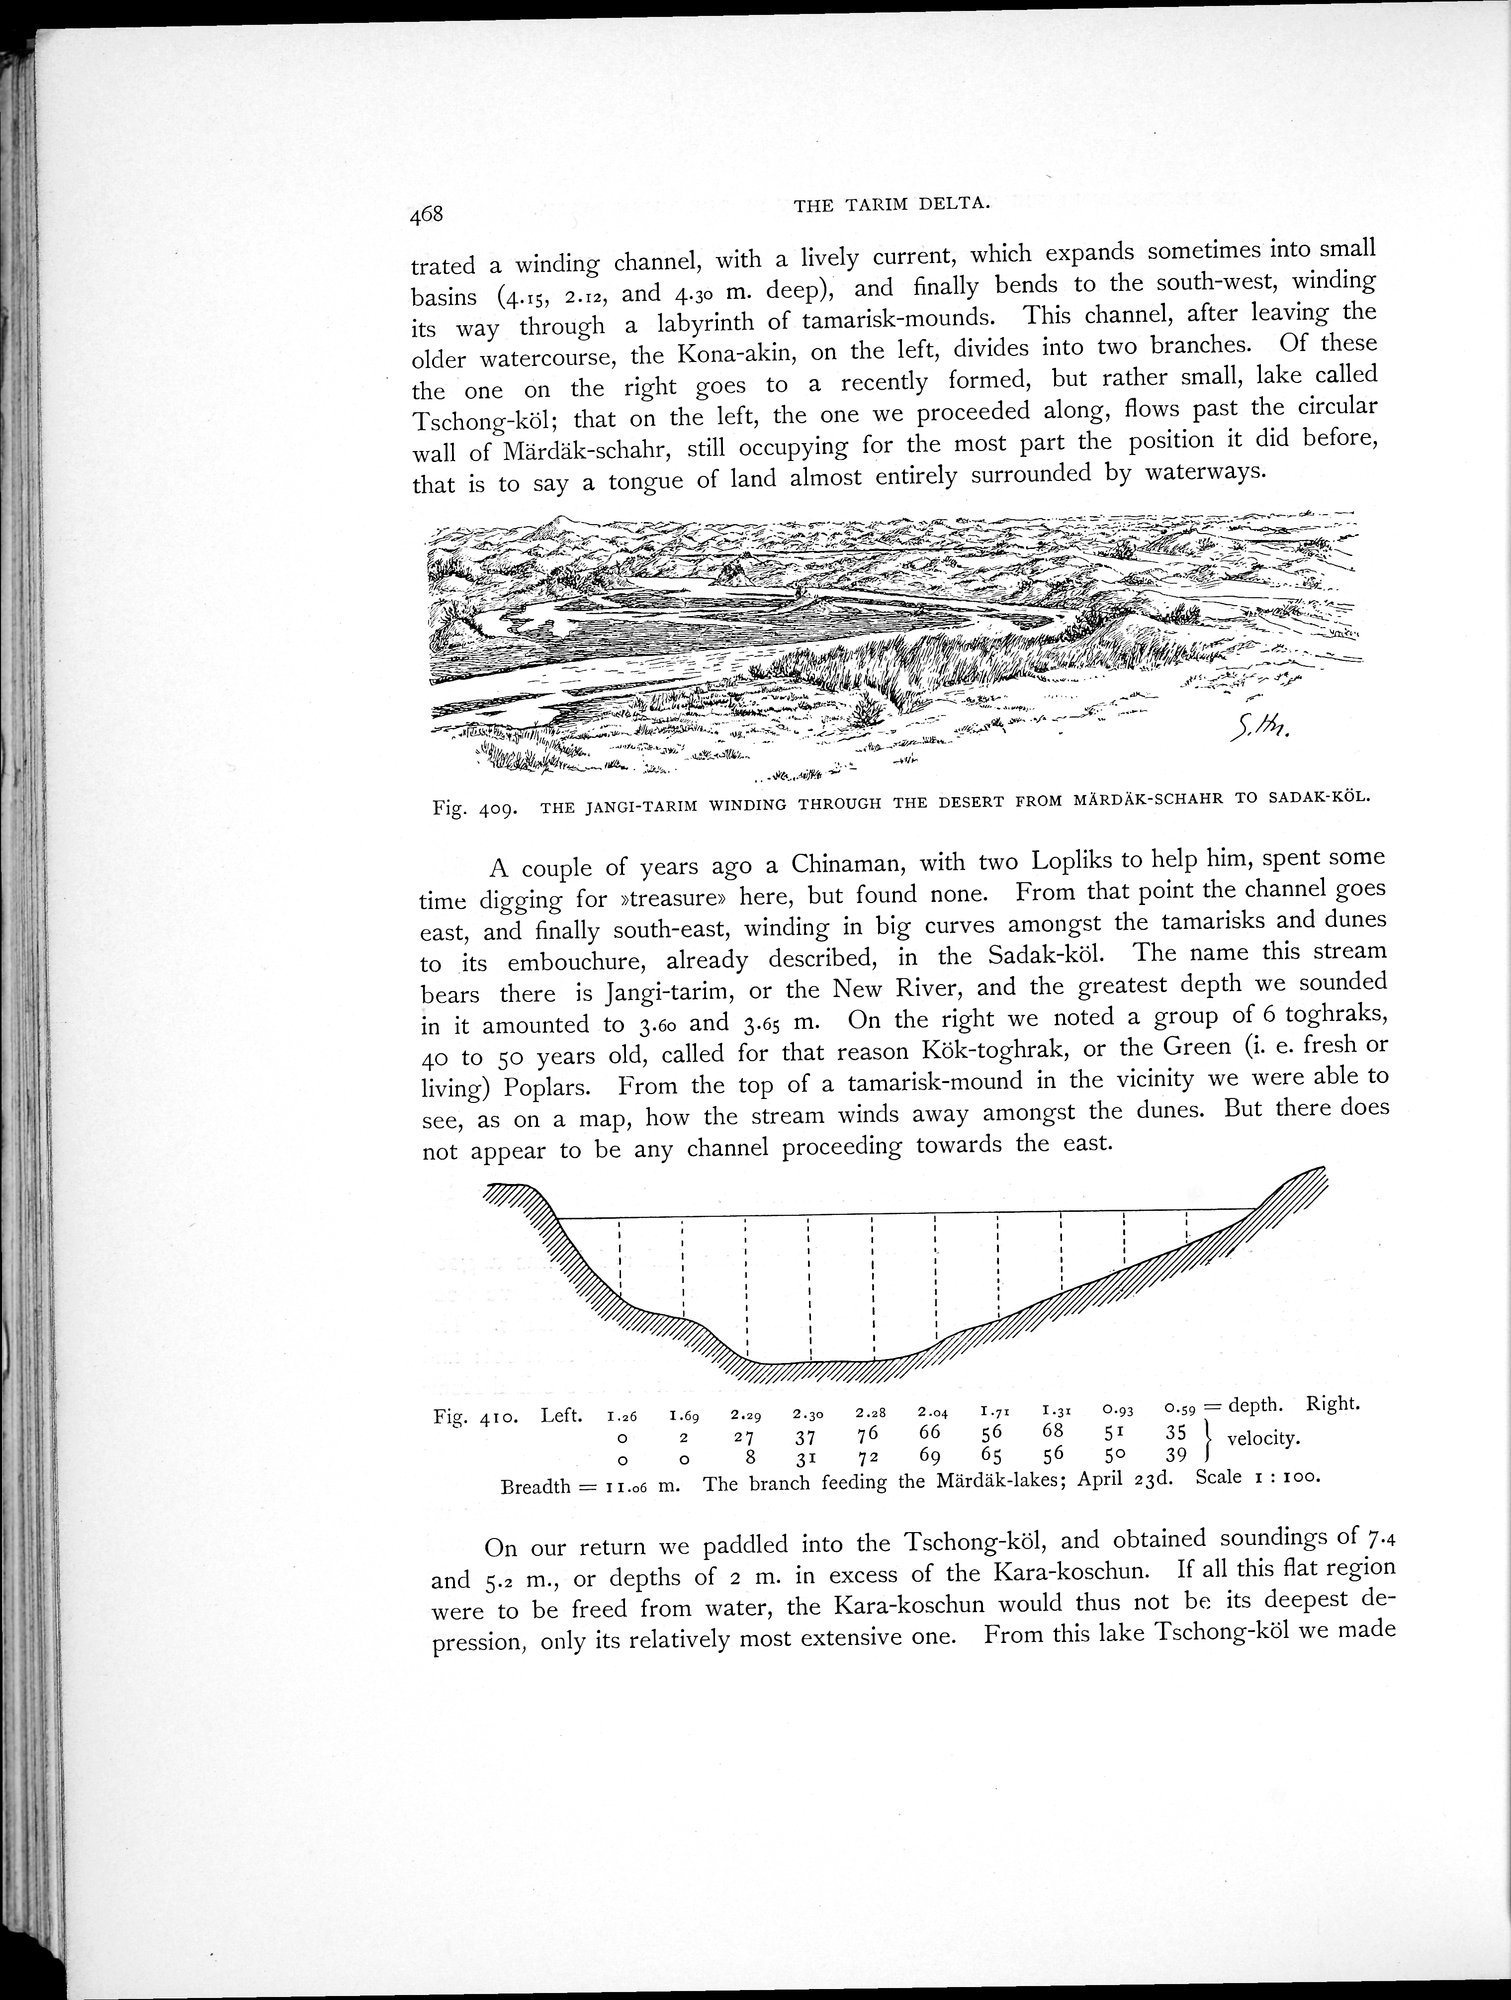 468
THE TARIM DELTA.
trated a winding channel, with a lively current, which expands sometimes into small
basins (4.15, 2.12, and 4.30 m. deep), and finally bends to the south-west, winding
its way through a labyrinth of tamarisk-mounds. This channel, after leaving the
older watercourse, the Kona-akin, on the left, divides into two branches. Of these
the one on the right goes to a recently formed, but rather small, lake called
Tschong-köl; that on the left, the one we proceeded along, flows past the circular
wall of Märdäk-schahr, still occupying for the most part the position it did before,
that is to say a tongue of land almost entirely surrounded by waterways.
Fig. 409. THE JANGI-TARIM WINDING THROUGH THE DESERT FROM MÄRDÄK-SCHAHR TO SADAK-KÖL.
A couple of years ago a Chinaman, with two Lopliks to help him, spent some
time digging for »treasure» here, but found none. From that point the channel goes
east, and finally south-east, winding in big curves amongst the tamarisks and dunes
to its embouchure, already described, in the Sadak-köl. The name this stream
bears there is Jangi-tarim, or the New River, and the greatest depth we sounded
in it amounted to 3.60 and 3.65 m. On the right we noted a group of 6 toghraks,
40 to 50 years old, called for that reason Kök-toghrak, or the Green (i. e. fresh or
living) Poplars. From the top of a tamarisk-mound in the vicinity we were able to
see, as on a map, how the stream winds away amongst the dunes. But there does
not appear to be any channel proceeding towards the east.
Fig. 410. Left. 1.26 1.69 2.29 2.30 2.28 2.04 1.71 1.31 0.93 0.59 = depth. Right.
0 2 27 37 76 66 56 68 51 35
0 0 8 31 72 69 65 56 50 39 } velocity.
Breadth = 11.06 m. The branch feeding the Märdäk-lakes; April 23d. Scale 1 : 100.
On our return we paddled into the Tschong-köl, and obtained soundings of 7.4
and 5.2 m., or depths of 2 m. in excess of the Kara-koschun. If all this flat region
were to be freed from water, the Kara-koschun would thus not be its deepest de-
pression, only its relatively most extensive one. From this lake Tschong-köl we made